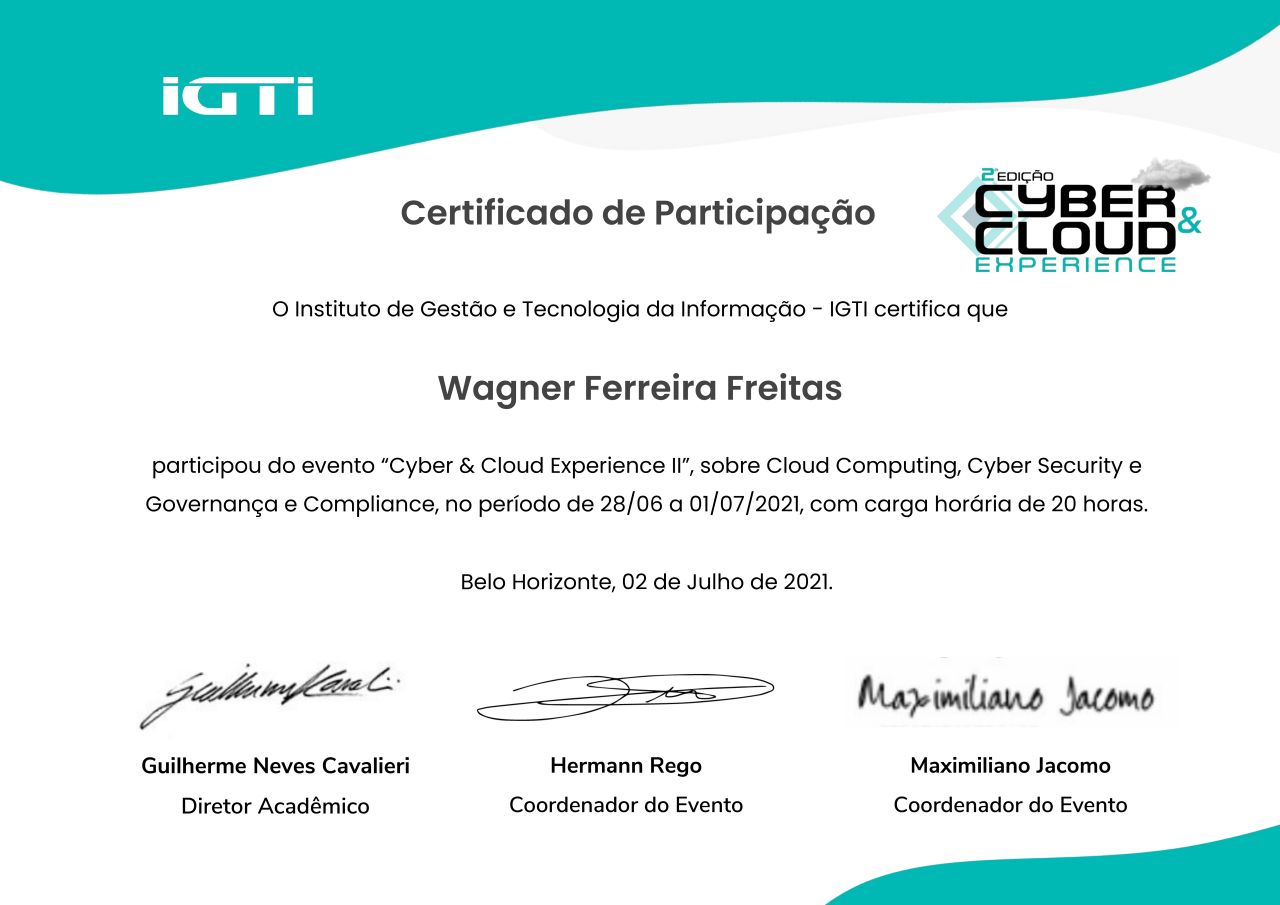 iGTi
2ª EDIÇÃO
CYBER
&
CLOUD
EXPERIENCE
Certificado de Participação
O Instituto de Gestão e Tecnologia da Informação - IGTI certifica que
Wagner Ferreira Freitas
participou do evento “Cyber & Cloud Experience II”, sobre Cloud Computing, Cyber Security e
Governança e Compliance, no período de 28/06 a 01/07/2021, com carga horária de 20 horas.
Belo Horizonte, 02 de Julho de 2021.
Maximiliano Jacomo
Guilherme Neves Cavalieri
Hermann Rego
Maximiliano Jacomo
Diretor Acadêmico
Coordenador do Evento
Coordenador do Evento